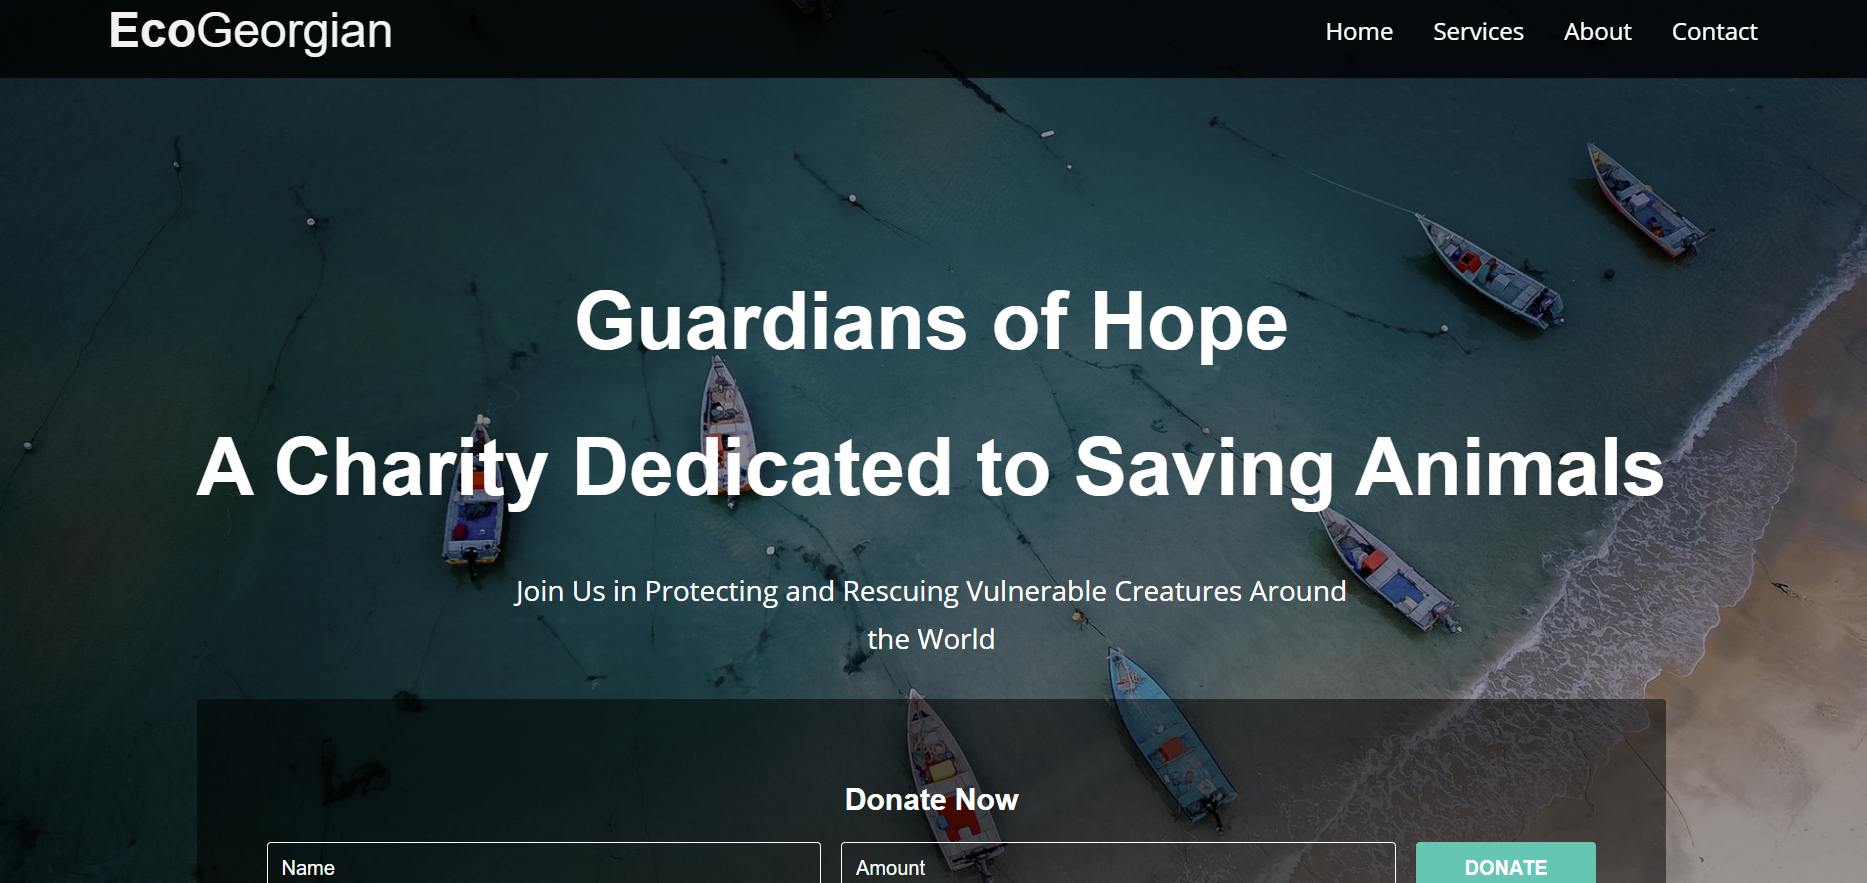 EcoGeorgian
Home Services About Contact
Guardians of Hope
A Charity Dedicated to Saving Animals
Join Us in Protecting and Rescuing Vulnerable Creatures Around
the World
Donate Now
Name Amount DONATE